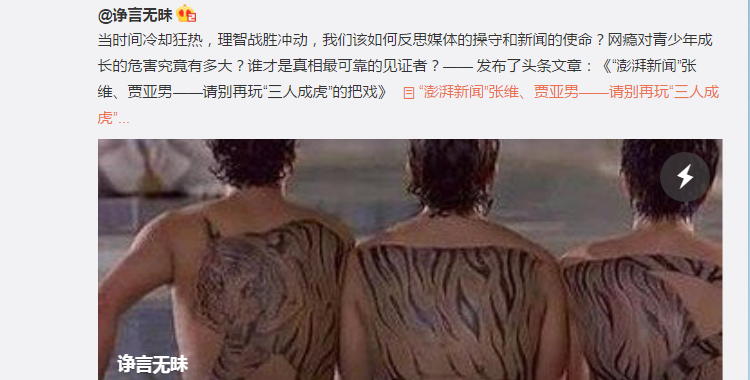 @诤言无昧
当时间冷却狂热，理智战胜冲动，我们该如何反思媒体的操守和新闻的使命？网瘾对青少年成
长的危害究竟有多大？谁才是真相最可靠的见证者？—— 发布了头条文章：《“澎湃新闻”张
维、贾亚男——请别再玩“三人成虎”的把戏》 “澎湃新闻”张维、贾亚男——请别再玩“三人成
虎”...
诤言无昧